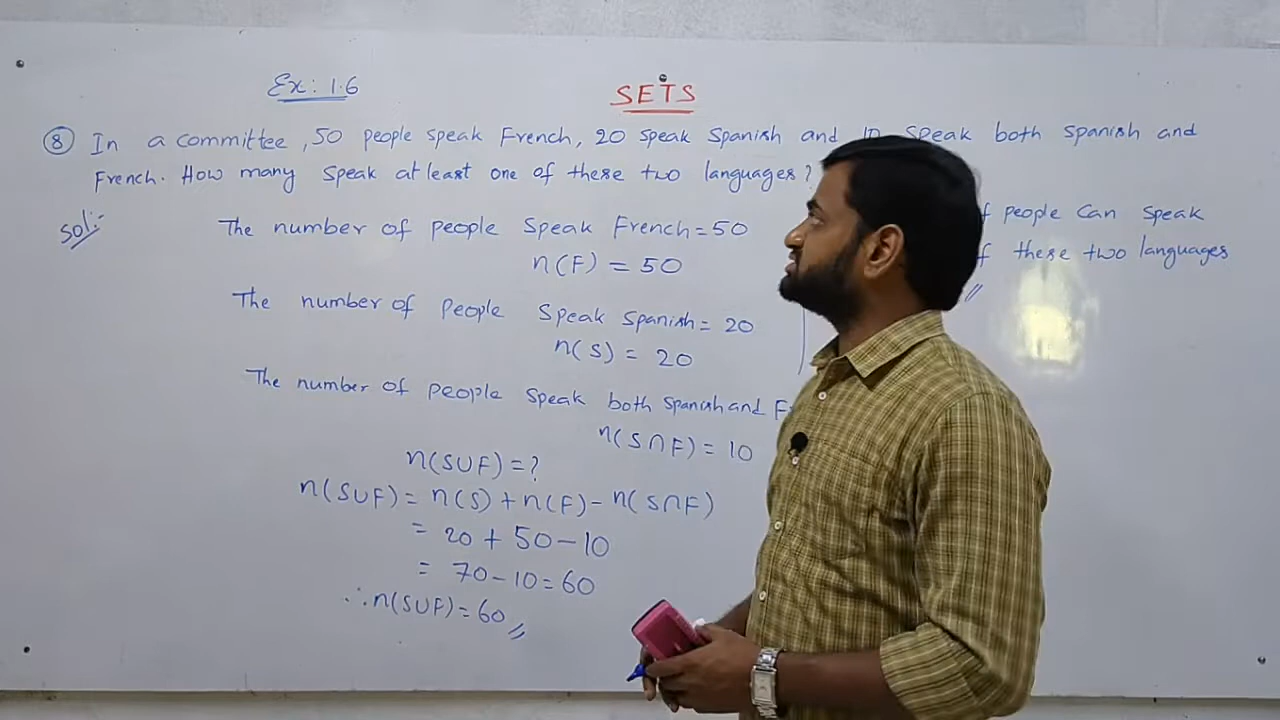 Ex: 1.6
SETS
8 In a committee, 50 people speak French, 20 speak Spanish and 10 speak both Spanish and
French. How many speak at least one of these two languages?
Sol:-
The number of people speak French = 50
n(F) = 50
The number of people speak Spanish = 20
n(S) = 20
The number of people speak both Spanish and
n(S∩F) = 10
n(S∪F) = ?
n(S∪F) = n(S) + n(F) - n(S∩F)
= 20 + 50 - 10
= 70 - 10 = 60
∴ n(S∪F) = 60
people can speak
these two languages